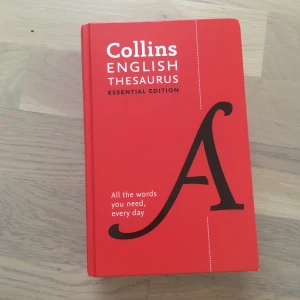 Collins
ENGLISH
THESAURUS
ESSENTIAL EDITION
A
All the words
you need,
every day